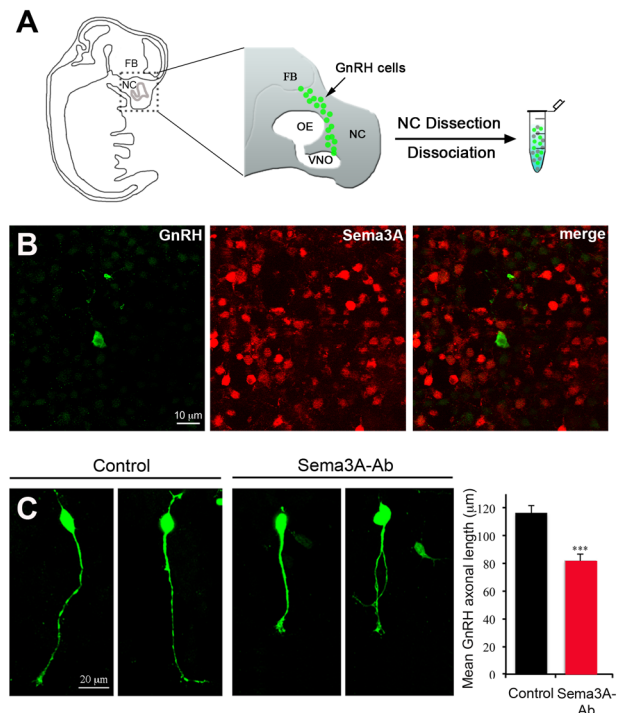 A
FB
NC
FB
GnRH cells
OE
NC
VNO
NC Dissection
Dissociation
B
GnRH
Sema3A
merge
10 µm
Control
Sema3A-Ab
C
20 µm
Mean GnRH axonal length (µm)
120
100
80
60
40
20
0
***
Control
Sema3A-
Ab